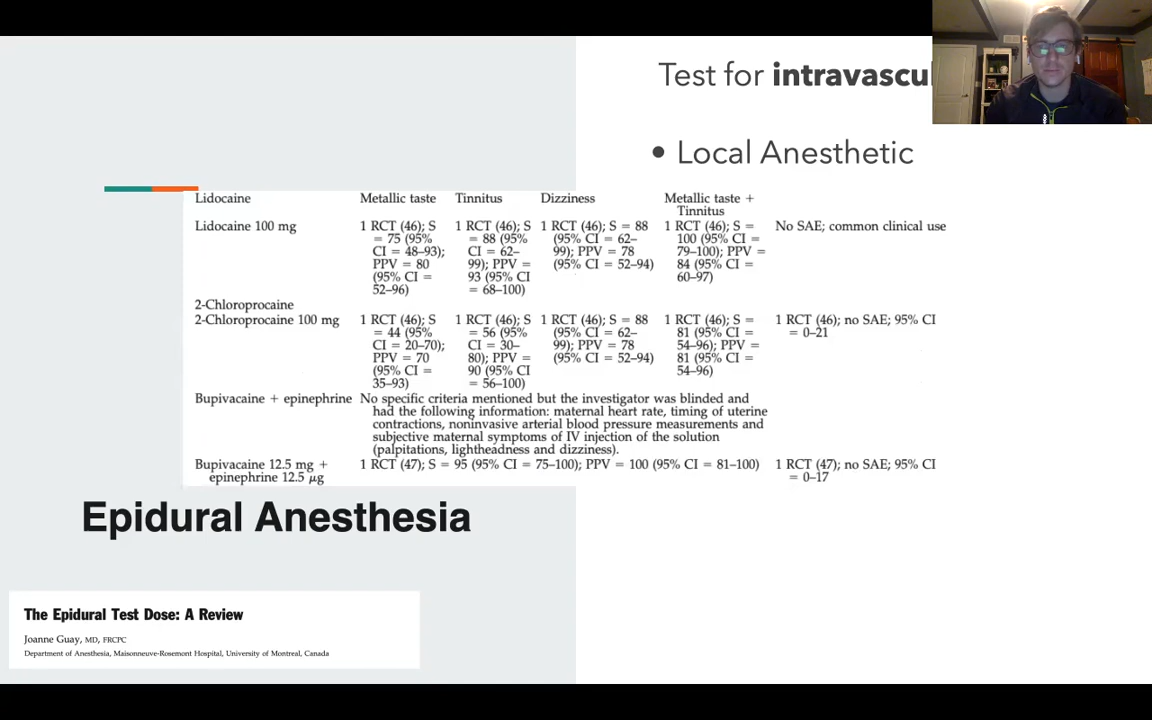 Test for intravascu
• Local Anesthetic
Lidocaine Metallic taste Tinnitus Dizziness Metallic taste +
Tinnitus
Lidocaine 100 mg 1 RCT (46); S 1 RCT (46); S 1 RCT (46); S = 88 1 RCT (46); S = No SAE; common clinical use
= 75 (95% = 88 (95% (95% CI = 62– 100 (95% CI =
CI = 48–93); CI = 62– 99); PPV = 78 79–100); PPV =
PPV = 80 99); PPV = (95% CI = 52–94) 84 (95% CI =
(95% CI = 93 (95% CI 60–97)
52–96) = 68–100)
2-Chloroprocaine
2-Chloroprocaine 100 mg 1 RCT (46); S 1 RCT (46); S 1 RCT (46); S = 88 1 RCT (46); S = 1 RCT (46); no SAE; 95% CI
= 44 (95% = 56 (95% (95% CI = 62– 81 (95% CI = = 0–21
CI = 20–70); CI = 30– 99); PPV = 78 54–96); PPV =
PPV = 70 80); PPV = (95% CI = 52–94) 81 (95% CI =
(95% CI = 90 (95% CI 54–96)
35–93) = 56–100)
Bupivacaine + epinephrine No specific criteria mentioned but the investigator was blinded and
had the following information: maternal heart rate, timing of uterine
contractions, noninvasive arterial blood pressure measurements and
subjective maternal symptoms of IV injection of the solution
(palpitations, lightheadness and dizziness).
Bupivacaine 12.5 mg + 1 RCT (47); S = 95 (95% CI = 75–100); PPV = 100 (95% CI = 81–100) 1 RCT (47); no SAE, 95% CI
epinephrine 12.5 μg = 0–17
Epidural Anesthesia
The Epidural Test Dose: A Review
Joanne Guay, MD, FRCPC
Department of Anesthesia, Maisonneuve-Rosemont Hospital, University of Montreal, Canada